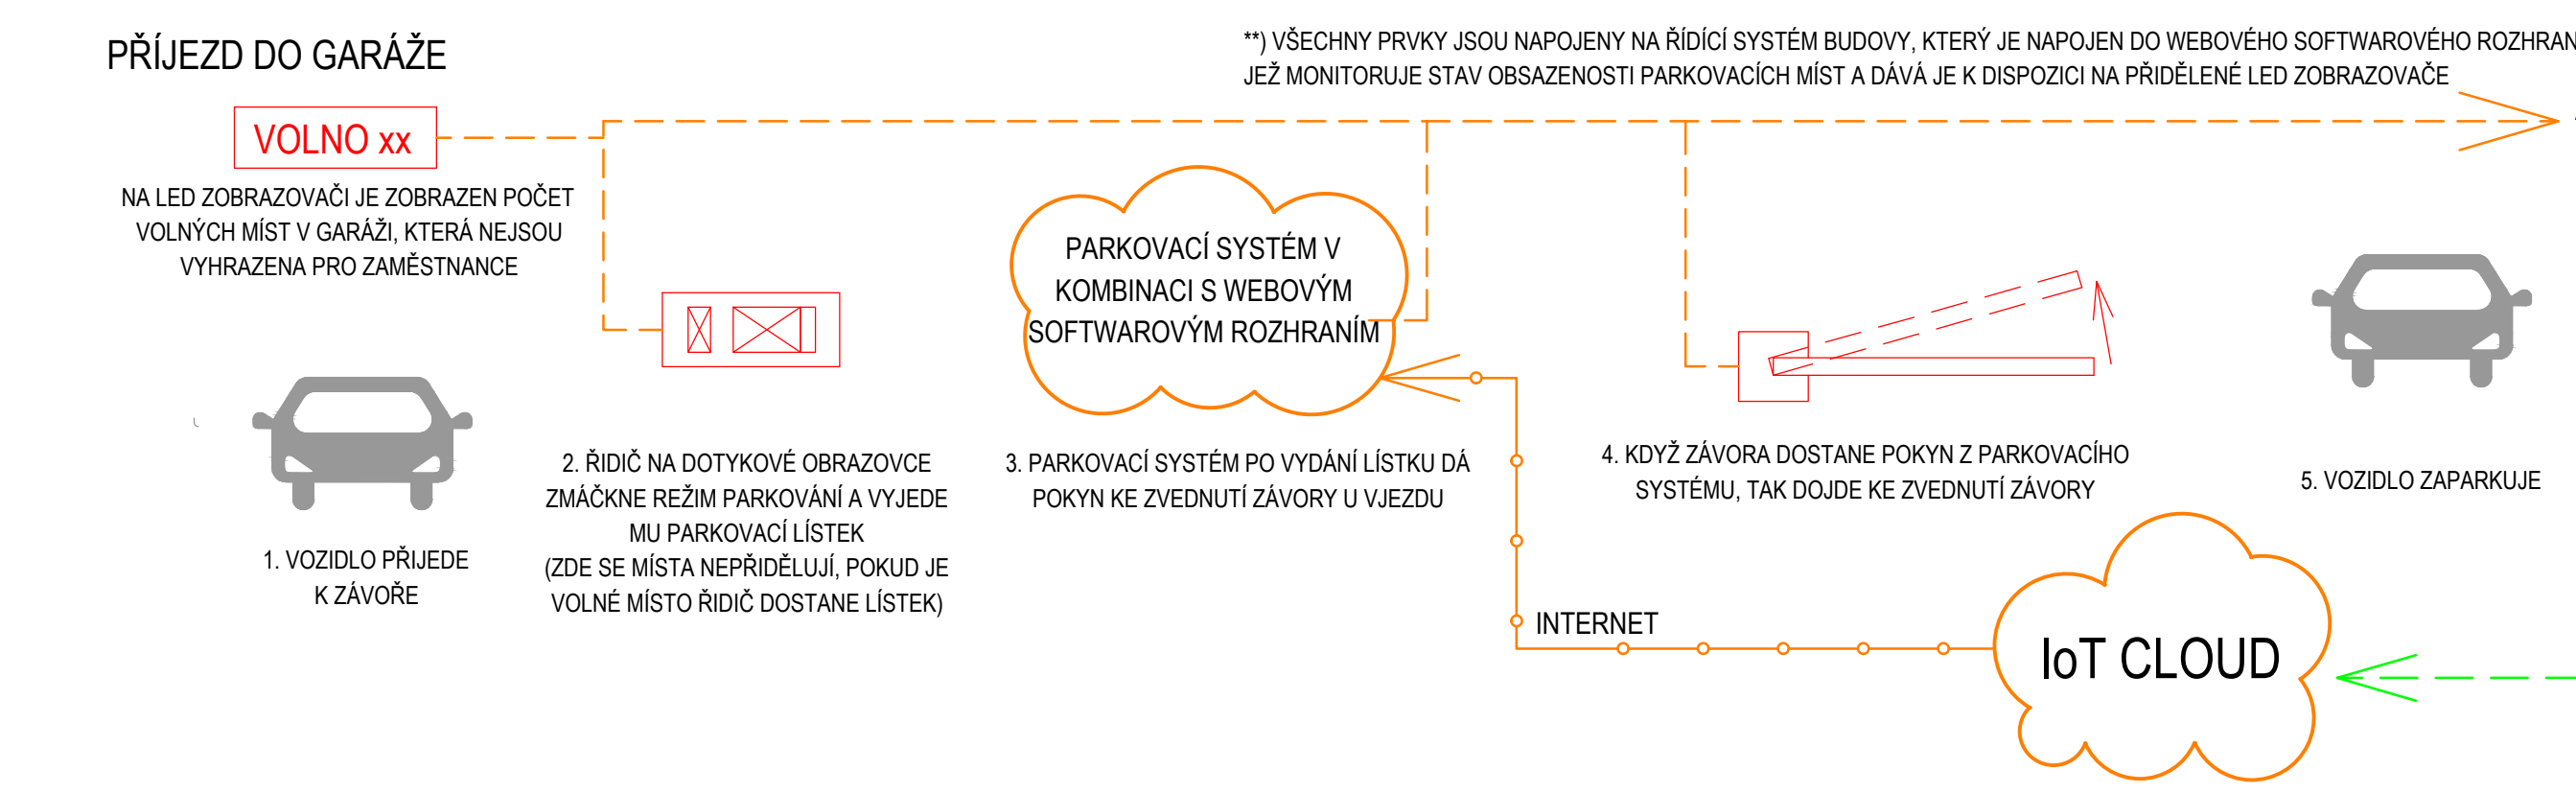 PŘÍJEZD DO GARÁŽE
**) VŠECHNY PRVKY JSOU NAPOJENY NA ŘÍDÍCÍ SYSTÉM BUDOVY, KTERÝ JE NAPOJEN DO WEBOVÉHO SOFTWAROVÉHO ROZHRAN
JEŽ MONITORUJE STAV OBSAZENOSTI PARKOVACÍCH MÍST A DÁVÁ JE K DISPOZICI NA PŘIDĚLENÉ LED ZOBRAZOVAČE
VOLNO xx
NA LED ZOBRAZOVAČI JE ZOBRAZEN POČET
VOLNÝCH MÍST V GARÁŽI, KTERÁ NEJSOU
VYHRAZENA PRO ZAMĚSTNANCE
PARKOVACÍ SYSTÉM V
KOMBINACI S WEBOVÝM
SOFTWAROVÝM ROZHRANÍM
1. VOZIDLO PŘIJEDE
K ZÁVOŘE
2. ŘIDIČ NA DOTYKOVÉ OBRAZOVCE
ZMÁČKNE REŽIM PARKOVÁNÍ A VYJEDE
MU PARKOVACÍ LÍSTEK
(ZDE SE MÍSTA NEPŘIDĚLUJÍ, POKUD JE
VOLNÉ MÍSTO ŘIDIČ DOSTANE LÍSTEK)
3. PARKOVACÍ SYSTÉM PO VYDÁNÍ LÍSTKU DÁ
POKYN KE ZVEDNUTÍ ZÁVORY U VJEZDU
4. KDYŽ ZÁVORA DOSTANE POKYN Z PARKOVACÍHO
SYSTÉMU, TAK DOJDE KE ZVEDNUTÍ ZÁVORY
5. VOZIDLO ZAPARKUJE
INTERNET
IoT CLOUD